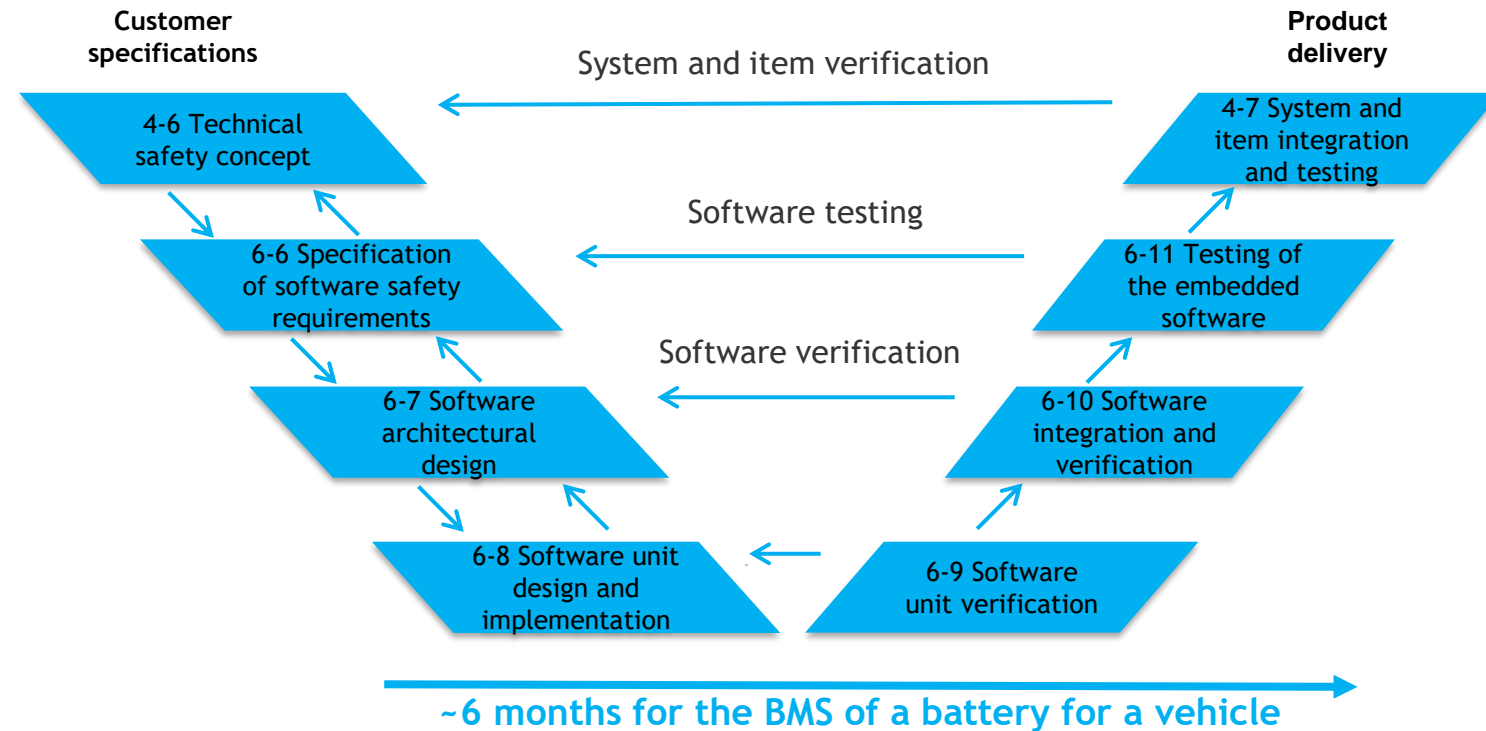 Customer
specifications
Product
delivery
System and item verification
4-6 Technical
safety concept
4-7 System and
item integration
and testing
Software testing
6-6 Specification
of software safety
requirements
6-11 Testing of
the embedded
software
Software verification
6-7 Software
architectural
design
6-10 Software
integration and
verification
6-8 Software unit
design and
implementation
6-9 Software
unit verification
~6 months for the BMS of a battery for a vehicle